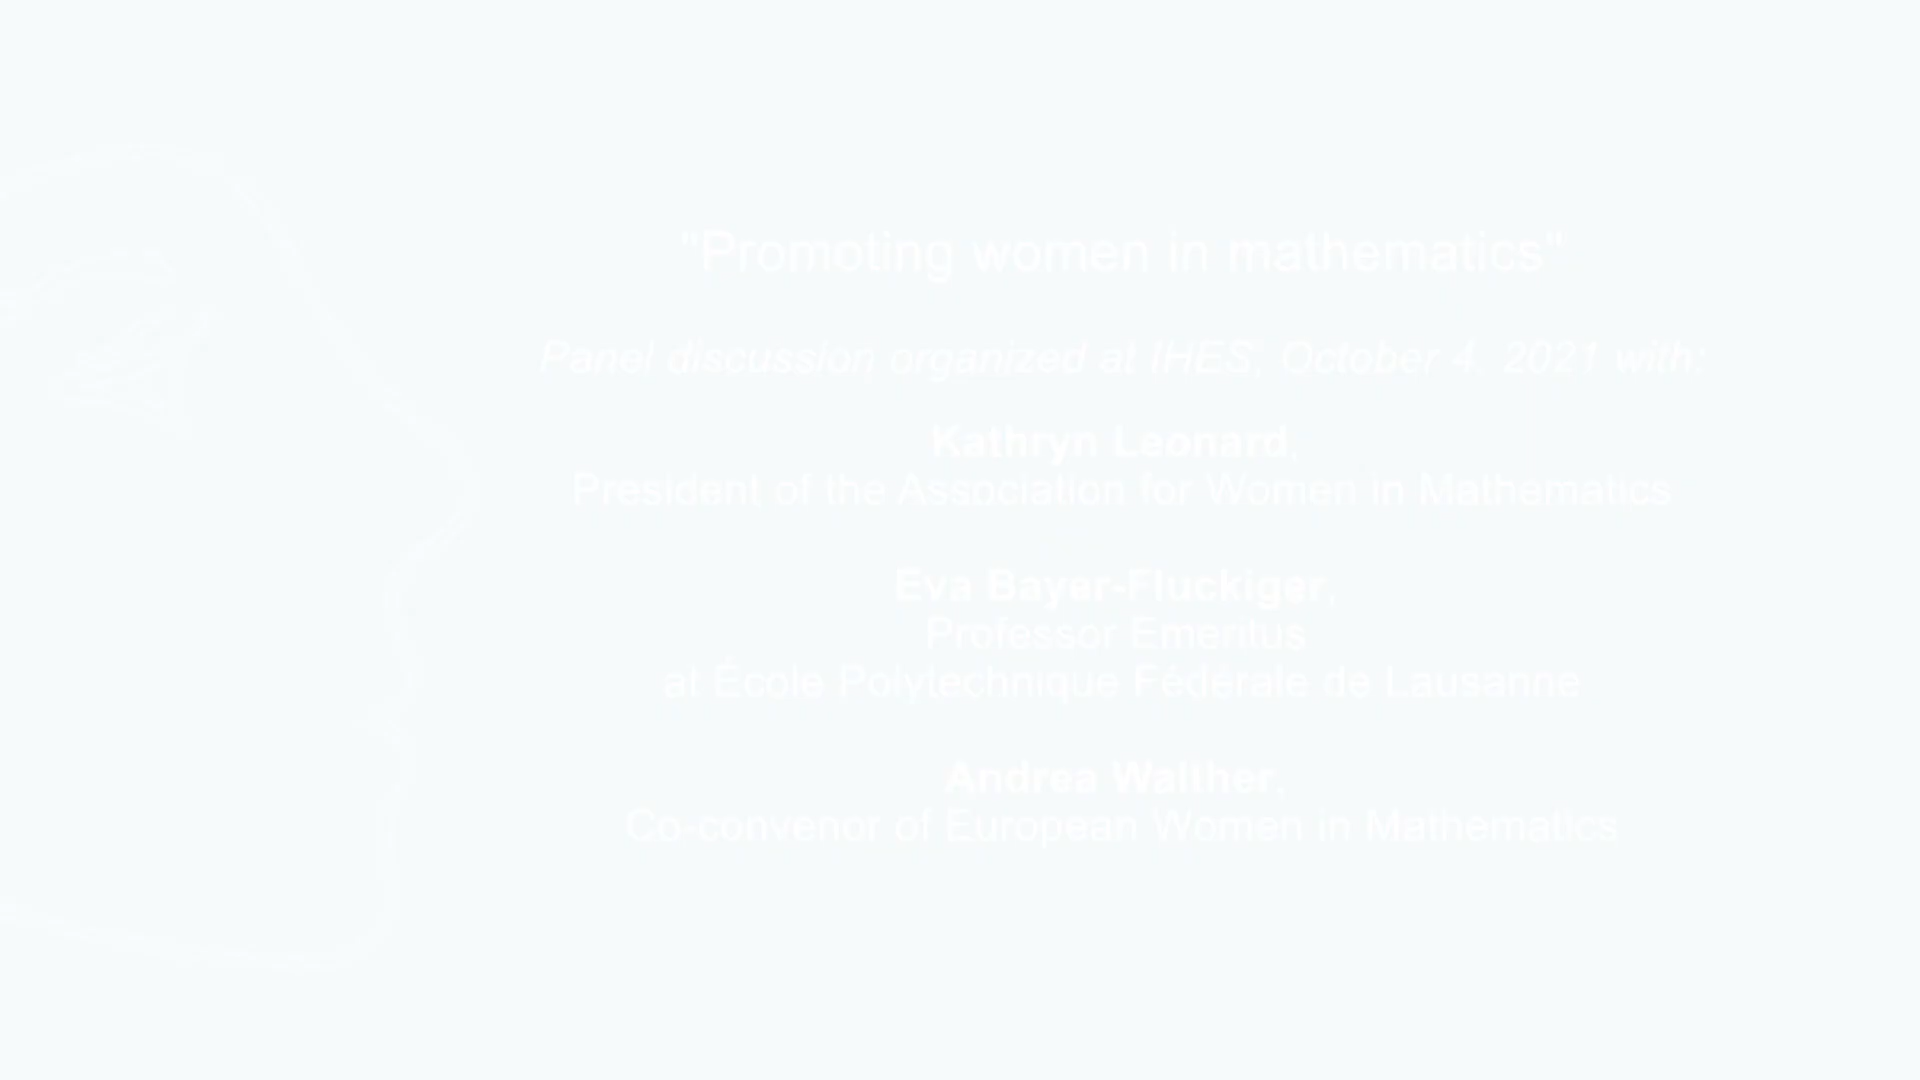 "Promoting women in mathematics"
Panel discussion organized at IHES, October 4, 2021 with:
Kathryn Leonard,
President of the Association for Women in Mathematics
Eva Bayer-Fluckiger,
Professor Emeritus
at École Polytechnique Fédérale de Lausanne
Andrea Walther,
Co-convenor of European Women in Mathematics